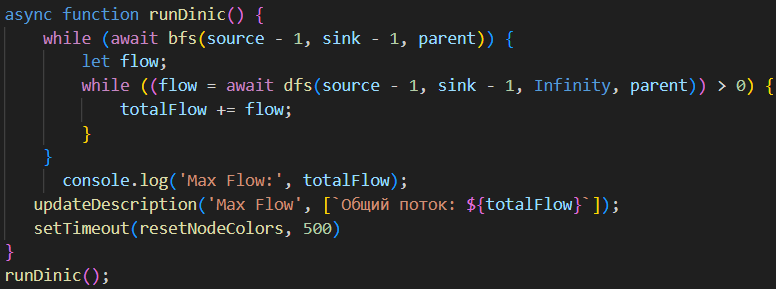 async function runDinic() {
    while (await bfs(source - 1, sink - 1, parent)) {
        let flow;
        while ((flow = await dfs(source - 1, sink - 1, Infinity, parent)) > 0) {
            totalFlow += flow;
        }
    }
      console.log('Max Flow:', totalFlow);
   updateDescription('Max Flow', [`Общий поток: ${totalFlow}`]);
   setTimeout(resetNodeColors, 500)
}
runDinic();